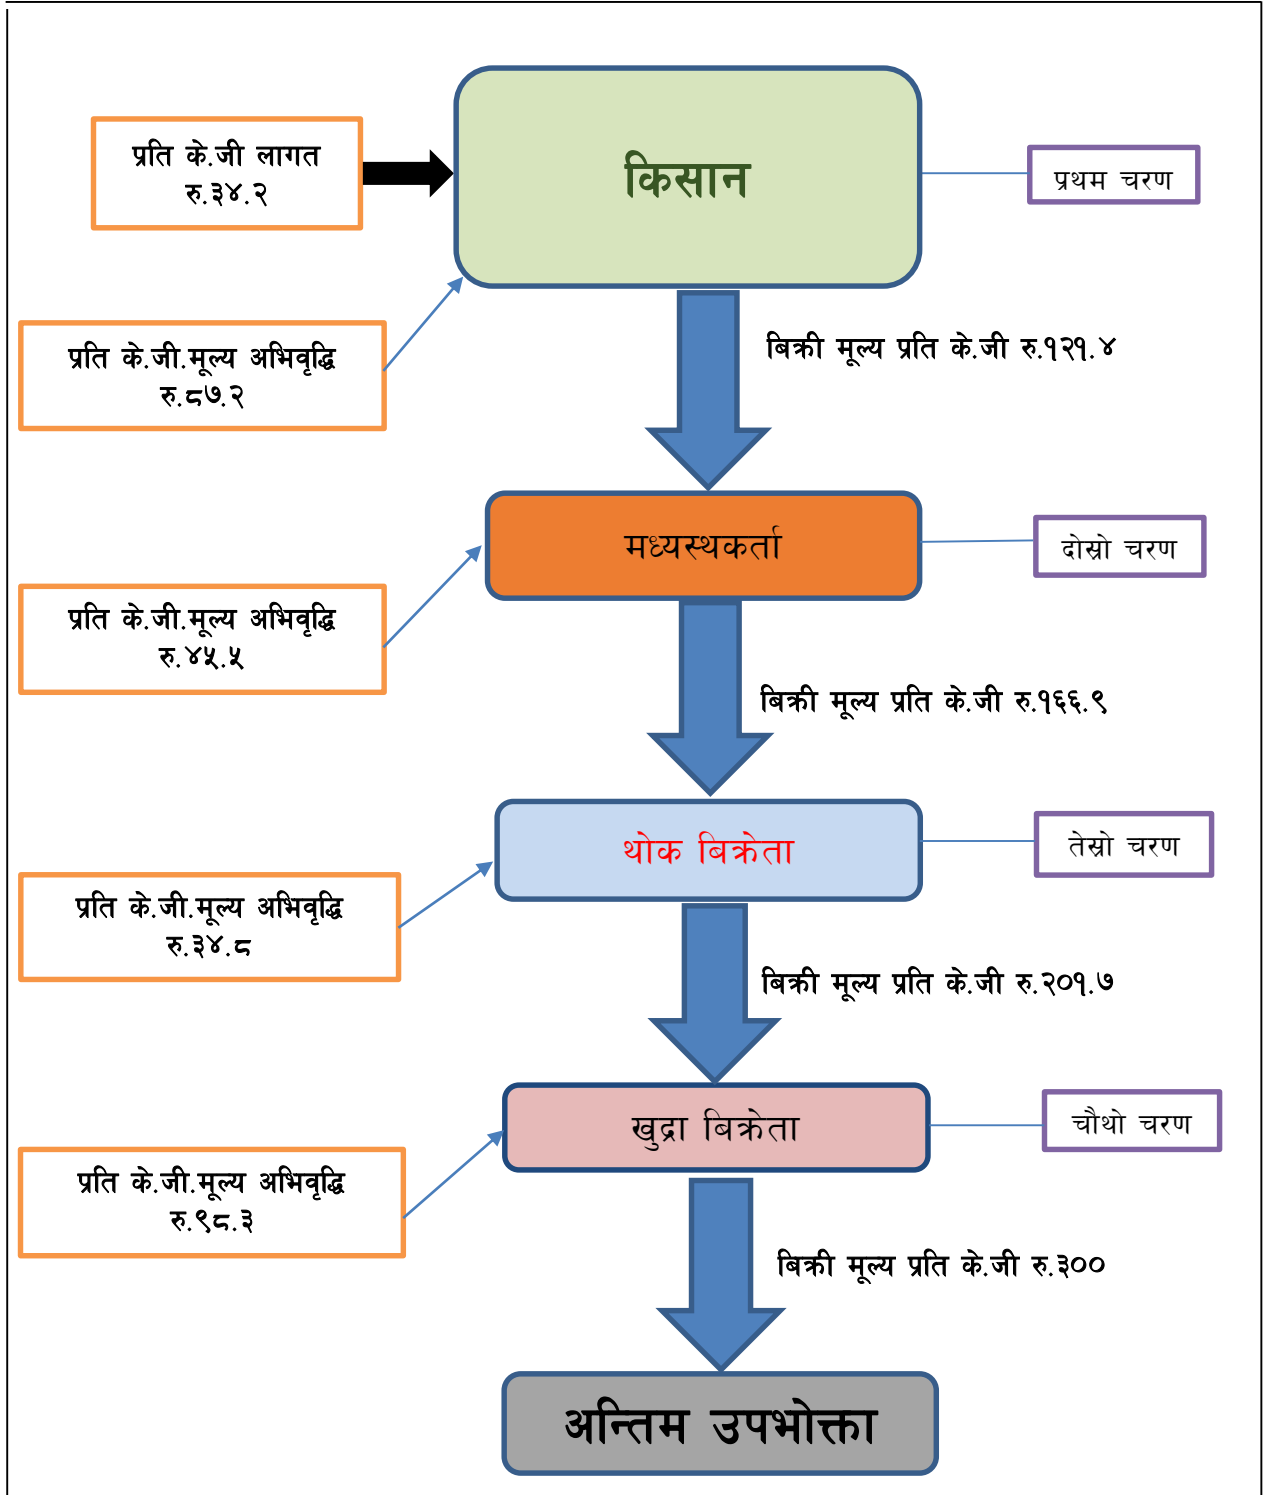 प्रति के.जी लागत
रु.३४.२
किसान
प्रथम चरण
प्रति के.जी.मूल्य अभिवृद्धि
रु.८७.२
बिक्री मूल्य प्रति के.जी रु.१२१.४
मध्यस्थकर्ता
दोस्रो चरण
प्रति के.जी.मूल्य अभिवृद्धि
रु.४५.५
बिक्री मूल्य प्रति के.जी रु.१६६.९
थोक बिक्रेता
तेस्रो चरण
प्रति के.जी.मूल्य अभिवृद्धि
रु.३४.८
बिक्री मूल्य प्रति के.जी रु.२०१.७
खुद्रा बिक्रेता
चौथो चरण
प्रति के.जी.मूल्य अभिवृद्धि
रु.९८.३
बिक्री मूल्य प्रति के.जी रु.३००
अन्तिम उपभोक्ता